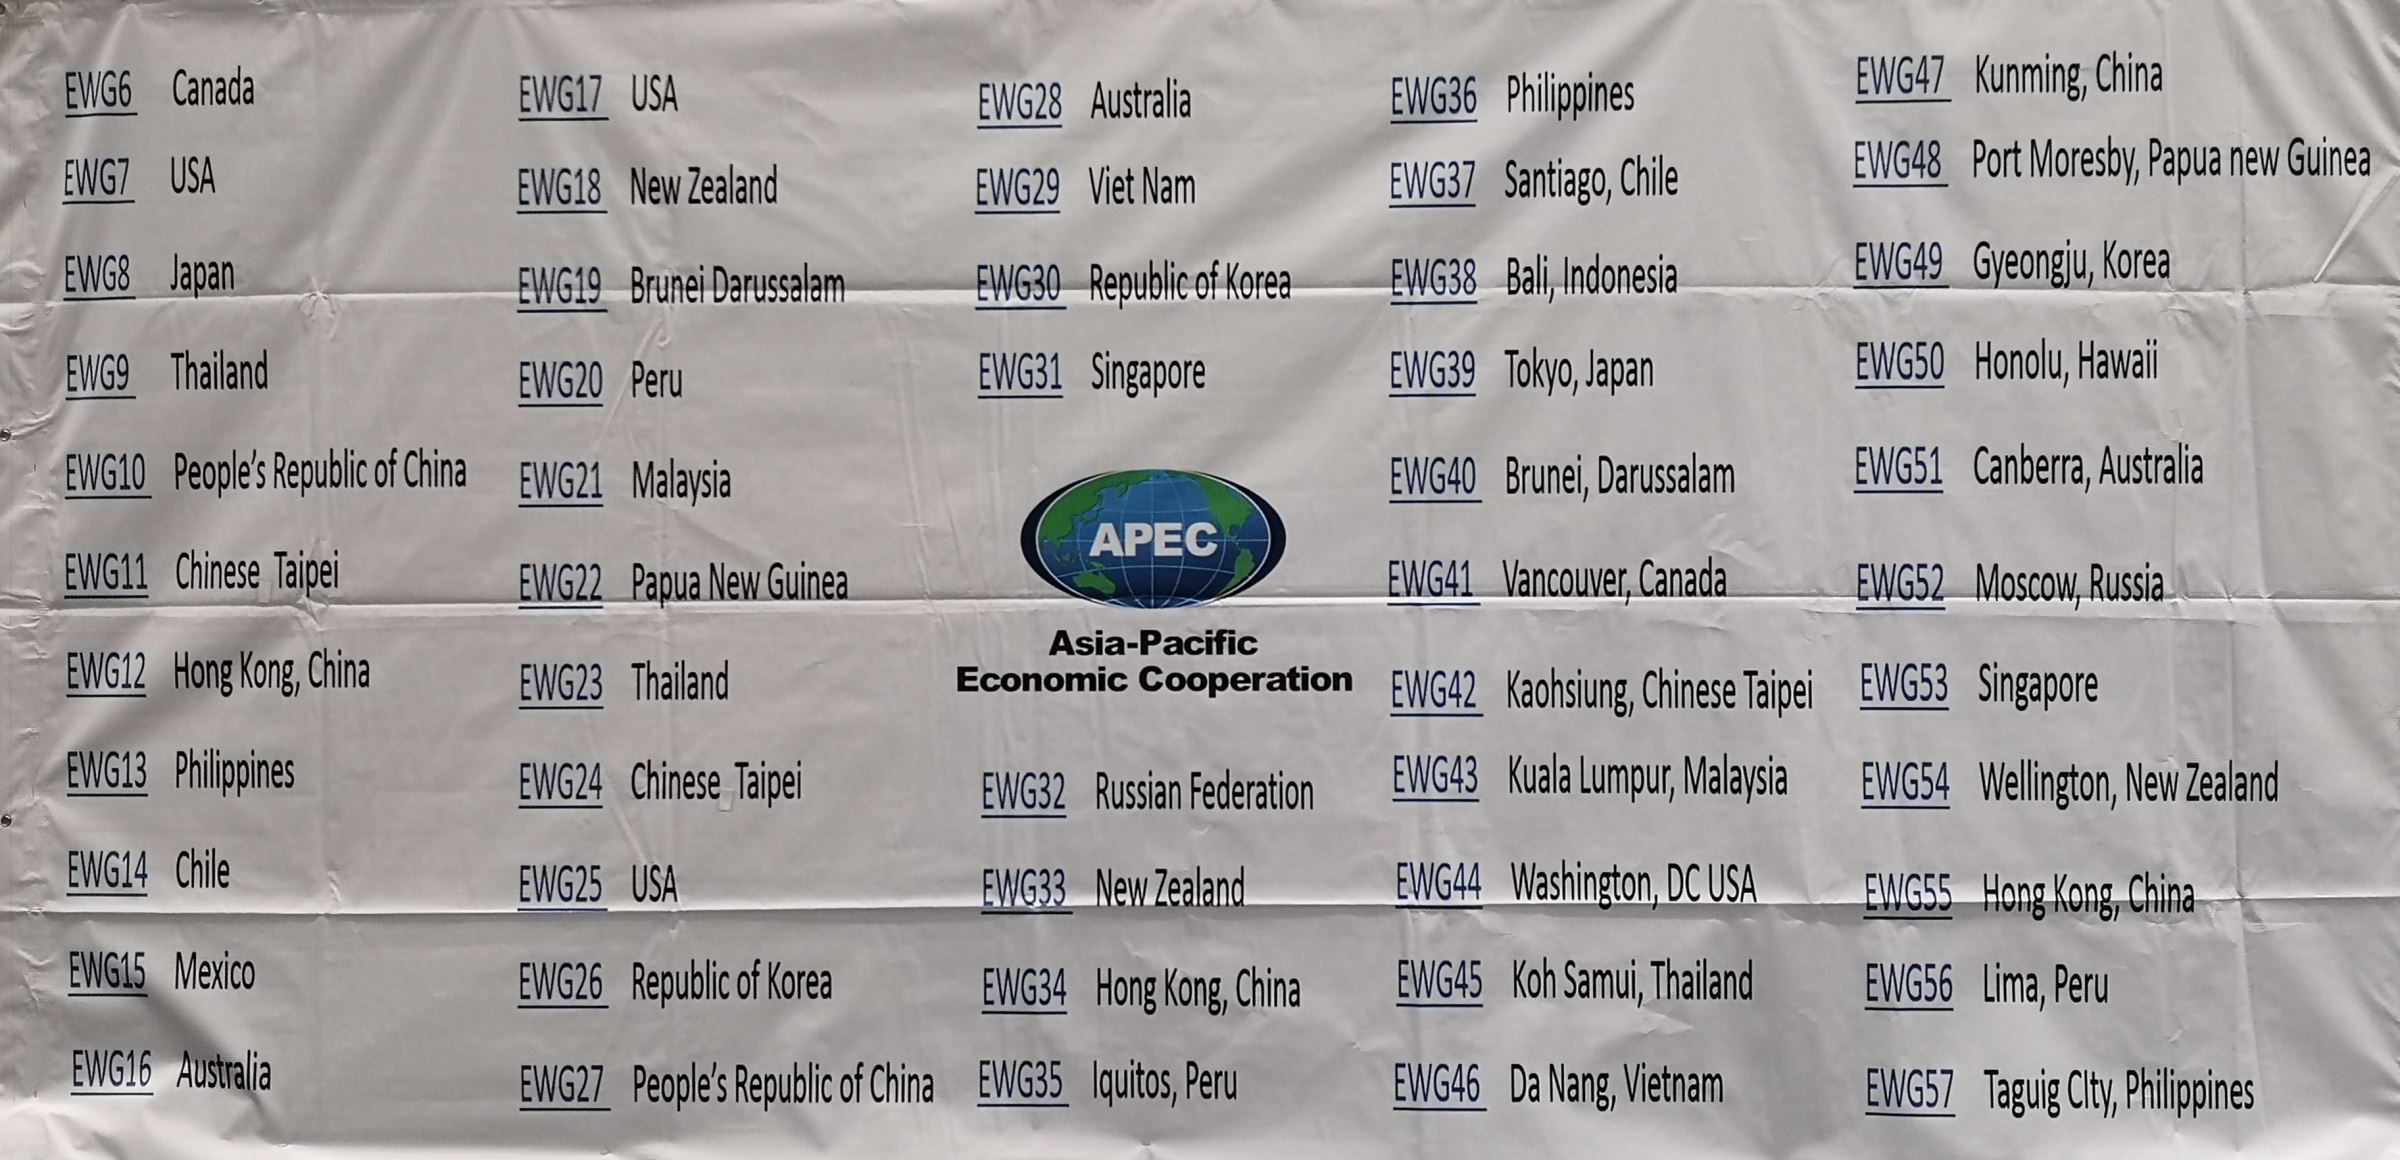 EWG6 Canada
EWG7 USA
EWG8 Japan
EWG9 Thailand
EWG10 People's Republic of China
EWG11 Chinese Taipei
EWG12 Hong Kong, China
EWG13 Philippines
EWG14 Chile
EWG15 Mexico
EWG16 Australia
EWG17 USA
EWG18 New Zealand
EWG19 Brunei Darussalam
EWG20 Peru
EWG21 Malaysia
EWG22 Papua New Guinea
EWG23 Thailand
EWG24 Chinese Taipei
EWG25 USA
EWG26 Republic of Korea
EWG27 People's Republic of China
EWG28 Australia
EWG29 Viet Nam
EWG30 Republic of Korea
EWG31 Singapore
APEC
Asia-Pacific
Economic Cooperation
EWG32 Russian Federation
EWG33 New Zealand
EWG34 Hong Kong, China
EWG35 Iquitos, Peru
EWG36 Philippines
EWG37 Santiago, Chile
EWG38 Bali, Indonesia
EWG39 Tokyo, Japan
EWG40 Brunei, Darussalam
EWG41 Vancouver, Canada
EWG42 Kaohsiung, Chinese Taipei
EWG43 Kuala Lumpur, Malaysia
EWG44 Washington, DC USA
EWG45 Koh Samui, Thailand
EWG46 Da Nang, Vietnam
EWG47 Kunming, China
EWG48 Port Moresby, Papua new Guinea
EWG49 Gyeongju, Korea
EWG50 Honolu, Hawaii
EWG51 Canberra, Australia
EWG52 Moscow, Russia
EWG53 Singapore
EWG54 Wellington, New Zealand
EWG55 Hong Kong, China
EWG56 Lima, Peru
EWG57 Taguig CIty, Philippines